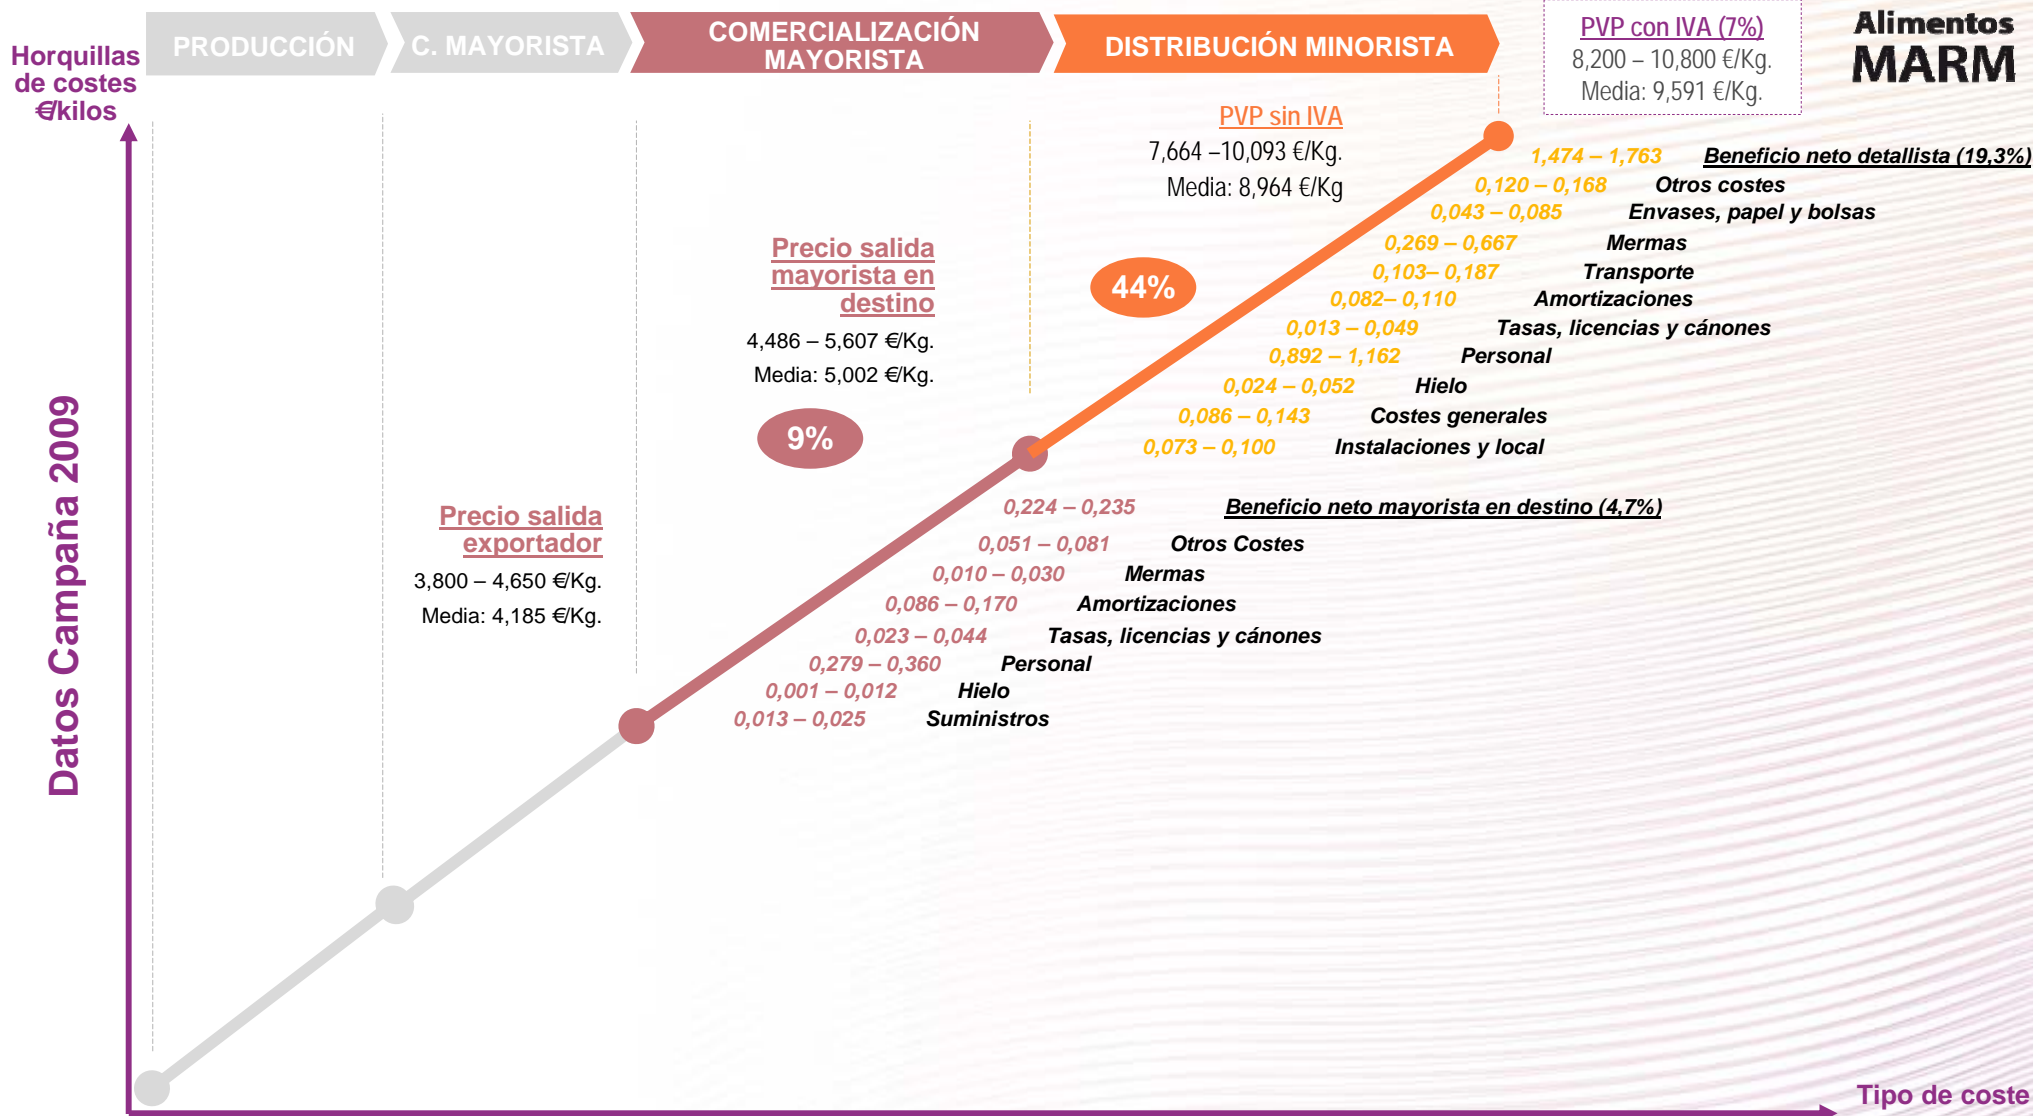 PRODUCCIÓN
C. MAYORISTA
COMERCIALIZACIÓN
MAYORISTA
DISTRIBUCIÓN MINORISTA
PVP con IVA (7%)
8,200 – 10,800 €/Kg.
Media: 9,591 €/Kg.
Alimentos
MARM
Horquillas
de costes
€/kilos
PVP sin IVA
7,664 –10,093 €/Kg.
Media: 8,964 €/Kg
1,474 – 1,763 Beneficio neto detallista (19,3%)
0,120 – 0,168 Otros costes
0,043 – 0,085 Envases, papel y bolsas
0,269 – 0,667 Mermas
0,103– 0,187 Transporte
0,082– 0,110 Amortizaciones
0,013 – 0,049 Tasas, licencias y cánones
0,892 – 1,162 Personal
0,024 – 0,052 Hielo
0,086 – 0,143 Costes generales
0,073 – 0,100 Instalaciones y local
44%
Precio salida
mayorista en
destino
4,486 – 5,607 €/Kg.
Media: 5,002 €/Kg.
9%
0,224 – 0,235 Beneficio neto mayorista en destino (4,7%)
0,051 – 0,081 Otros Costes
0,010 – 0,030 Mermas
0,086 – 0,170 Amortizaciones
0,023 – 0,044 Tasas, licencias y cánones
0,279 – 0,360 Personal
0,001 – 0,012 Hielo
0,013 – 0,025 Suministros
Precio salida
exportador
3,800 – 4,650 €/Kg.
Media: 4,185 €/Kg.
Datos Campaña 2009
Tipo de coste